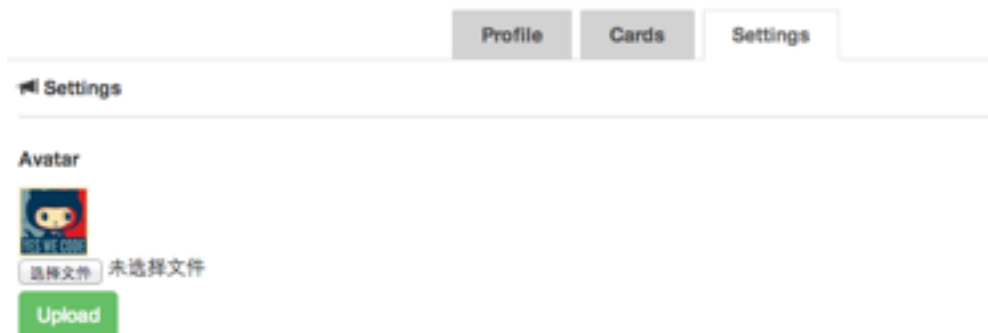 Profile Cards Settings
Settings
Avatar
YES WE CODE
选择文件 未选择文件
Upload